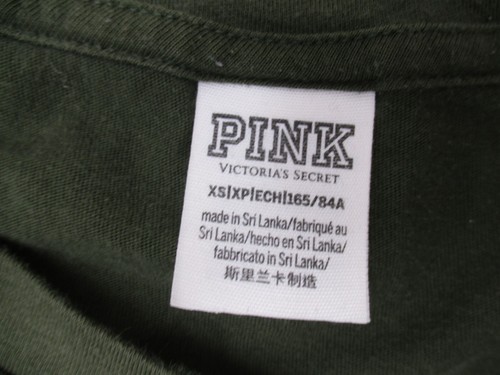 PINK
VICTORIA'S SECRET
XS|XP|ECH|165/84A
made in Sri Lanka/fabriqué au
Sri Lanka/hecho en Sri Lanka/
fabbricato in Sri Lanka/
斯里兰卡制造